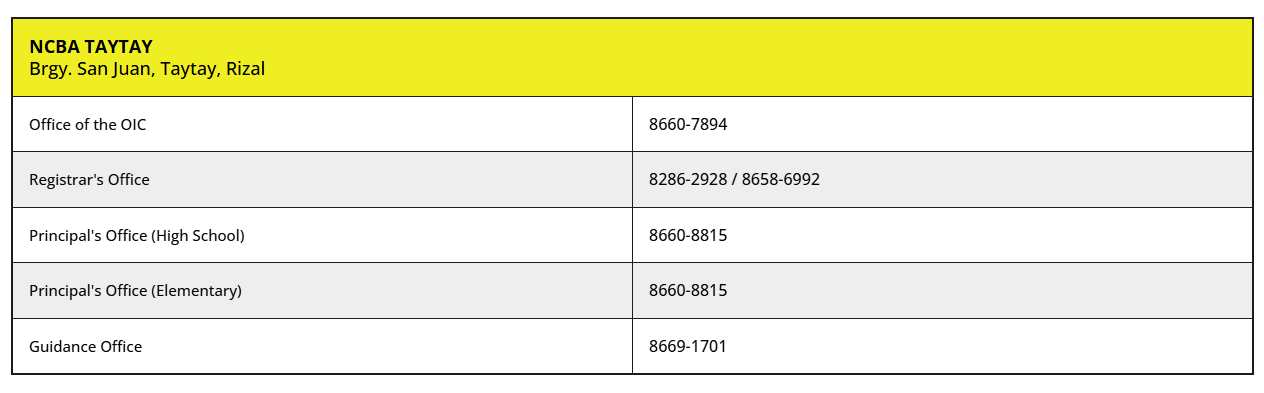 NCBA TAYTAY
Brgy. San Juan, Taytay, Rizal
Office of the OIC 8660-7894
Registrar's Office 8286-2928 / 8658-6992
Principal's Office (High School) 8660-8815
Principal's Office (Elementary) 8660-8815
Guidance Office 8669-1701